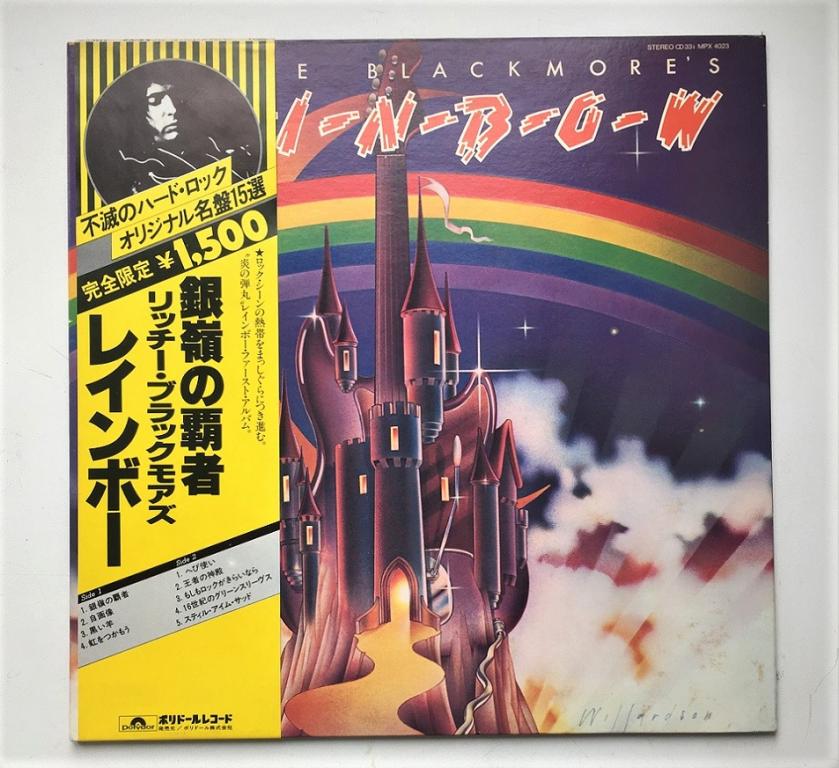 STEREO CD33i MPX 4023
E BLACKMORE'S
I-N-B-O-W
不滅のハード・ロック
オリジナル名盤15選
完全限定¥1,500
★ロック・シーンの熱帯をまっしぐらにつき進む。
“炎の弾丸”レインボー・ファースト・アルバム。
銀嶺の覇者
リッチー・ブラックモアズ
レインボー
Side 1
1. 銀嶺の覇者
2. 自画像
3. 黒い羊
4. 虹をつかもう
Side 2
1. へび使い
2. 王者の神殿
3. もしもロックがきらいなら
4. 16世紀のグリーンスリーヴス
5. スティル・アイム・サッド
polydor ポリドールレコード
発売元/ポリドール株式会社
Willardson